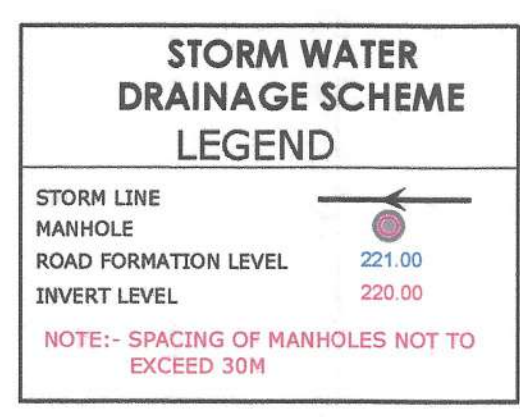 STORM WATER
DRAINAGE SCHEME
LEGEND
STORM LINE
MANHOLE
ROAD FORMATION LEVEL 221.00
INVERT LEVEL 220.00
NOTE:- SPACING OF MANHOLES NOT TO
EXCEED 30M